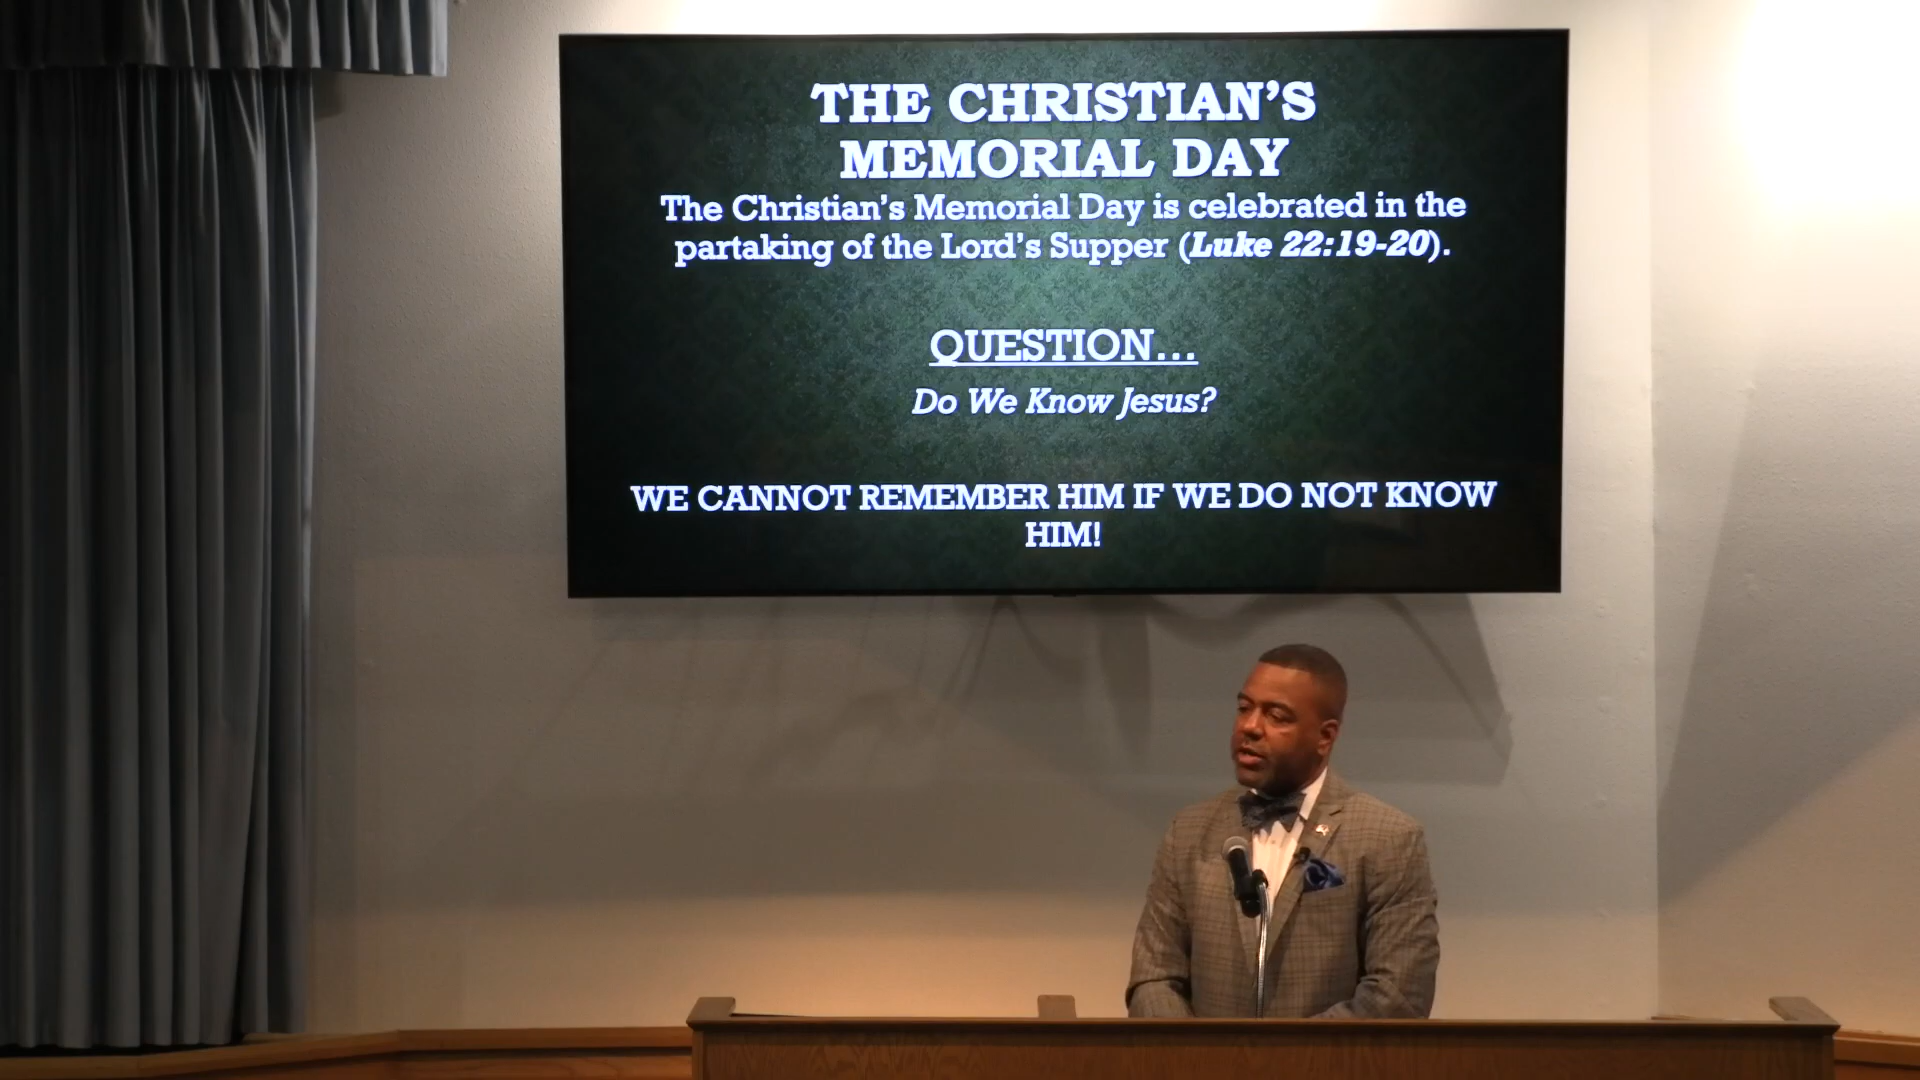 THE CHRISTIAN'S
MEMORIAL DAY
The Christian's Memorial Day is celebrated in the
partaking of the Lord's Supper (Luke 22:19-20).
QUESTION...
Do We Know Jesus?
WE CANNOT REMEMBER HIM IF WE DO NOT KNOW
HIM!